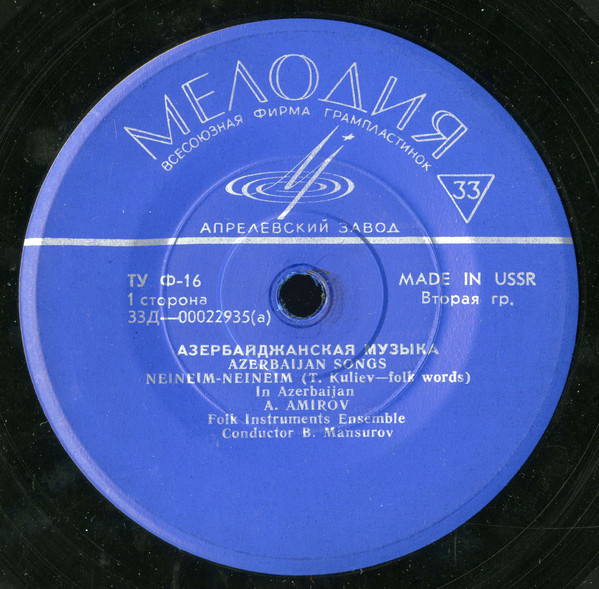 МЕЛОДИЯ
ВСЕСОЮЗНАЯ ФИРМА ГРАМПЛАСТИНОК
33
АПРЕЛЕВСКИЙ ЗАВОД
ТУ Ф-16
MADE IN USSR
1 сторона
Вторая гр.
33Д—00022935(а)
АЗЕРБАЙДЖАНСКАЯ МУЗЫКА
AZERBAIJAN SONGS
NEINEIM-NEINEIM (T. Kuliev—folk words)
In Azerbaijan
A. AMIROV
Folk Instruments Ensemble
Conductor B. Mansurov